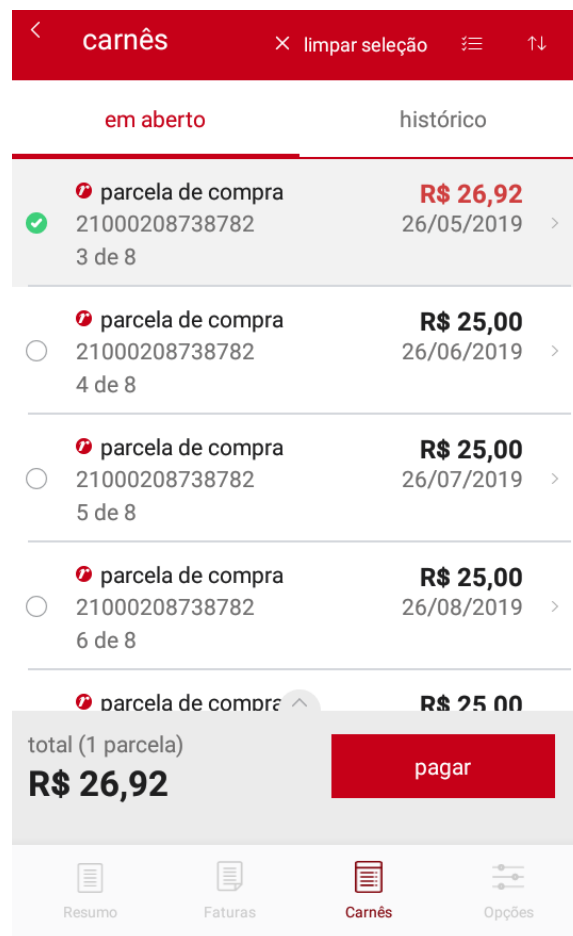 carnês
× limpar seleção
em aberto
histórico
parcela de compra R$ 26,92
21000208738782 26/05/2019
3 de 8
parcela de compra R$ 25,00
21000208738782 26/06/2019
4 de 8
parcela de compra R$ 25,00
21000208738782 26/07/2019
5 de 8
parcela de compra R$ 25,00
21000208738782 26/08/2019
6 de 8
parcela de compra R$ 25,00
total (1 parcela)
R$ 26,92
pagar
Resumo
Faturas
Carnês
Opções